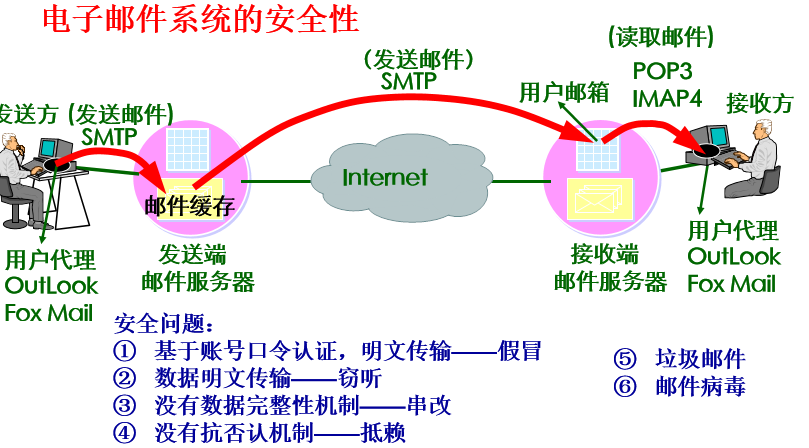 电子邮件系统的安全性
(发送邮件)
SMTP
(读取邮件)
POP3
IMAP4
用户邮箱
接收方
发送方
(发送邮件)
SMTP
Internet
邮件缓存
发送端
邮件服务器
接收端
邮件服务器
用户代理
OutLook
Fox Mail
用户代理
OutLook
Fox Mail
安全问题：
① 基于账号口令认证，明文传输——假冒
② 数据明文传输——窃听
③ 没有数据完整性机制——串改
④ 没有抗否认机制——抵赖
⑤ 垃圾邮件
⑥ 邮件病毒